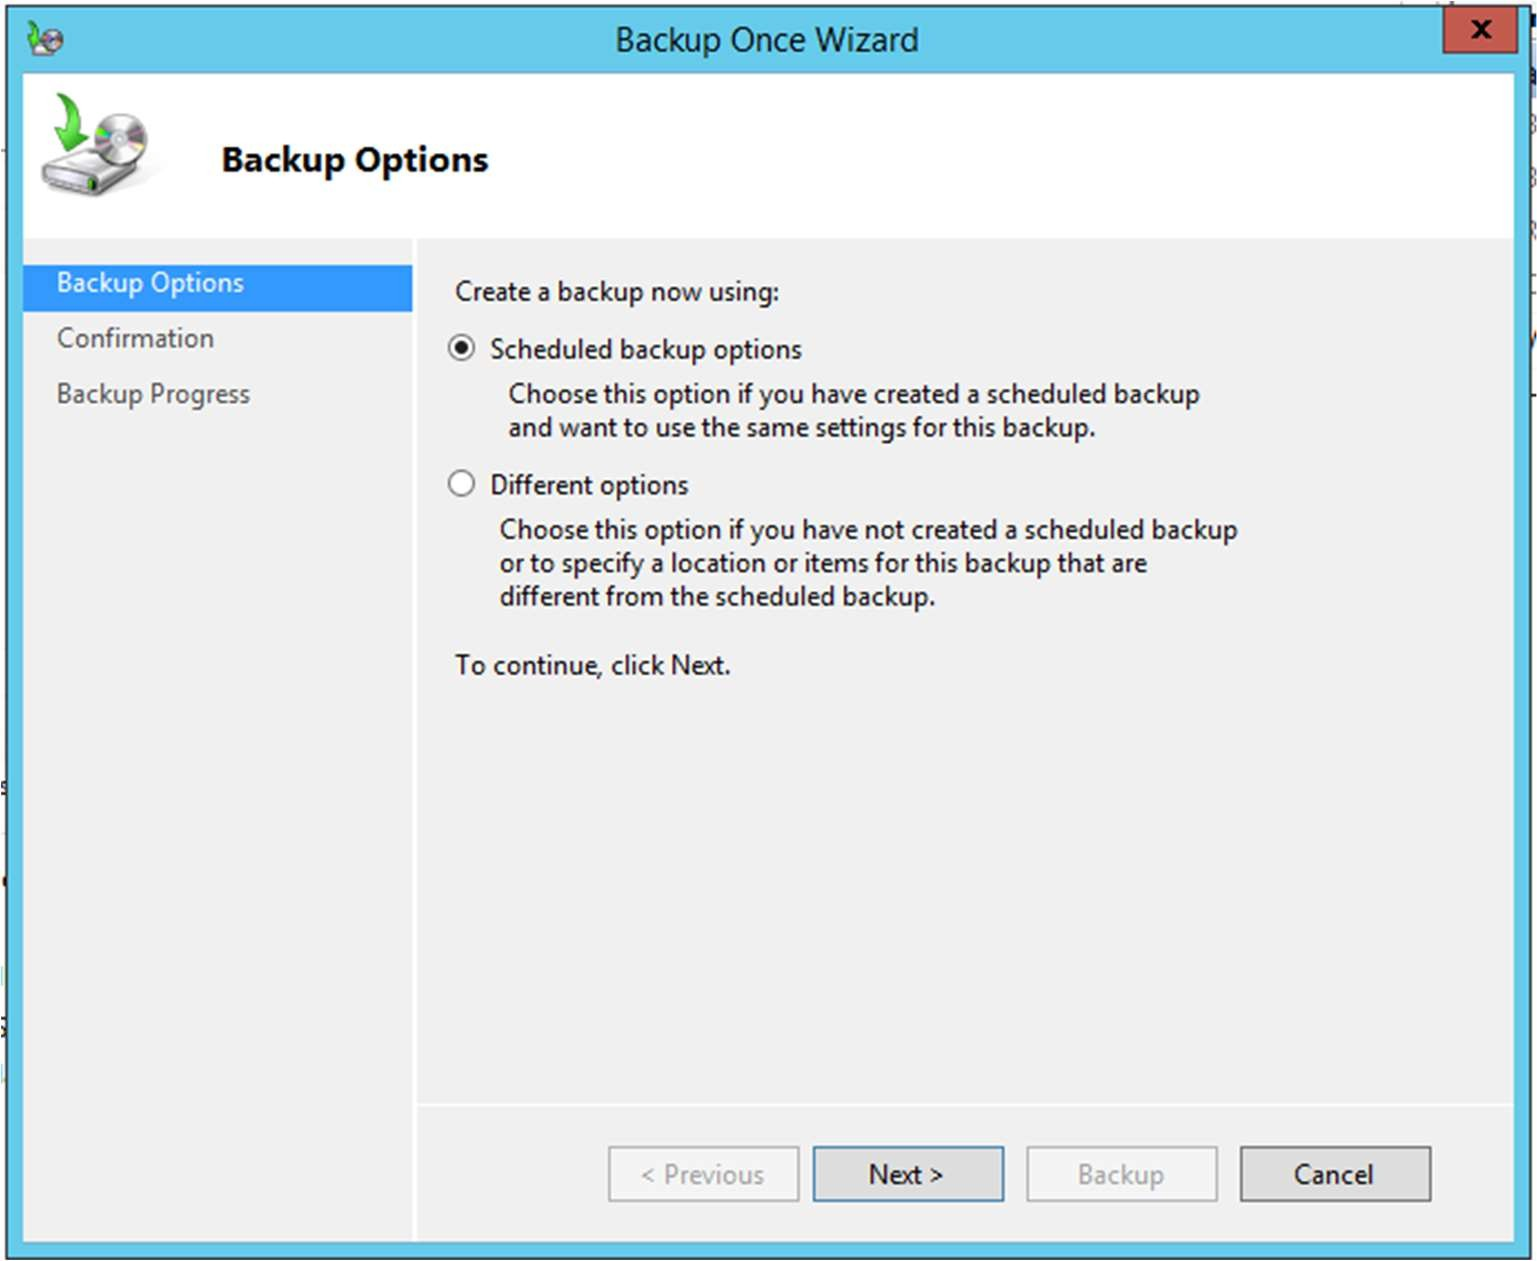 Backup Once Wizard
Backup Options
Backup Options
Confirmation
Backup Progress
Create a backup now using:
Scheduled backup options
Choose this option if you have created a scheduled backup
and want to use the same settings for this backup.
Different options
Choose this option if you have not created a scheduled backup
or to specify a location or items for this backup that are
different from the scheduled backup.
To continue, click Next.
< Previous
Next >
Backup
Cancel